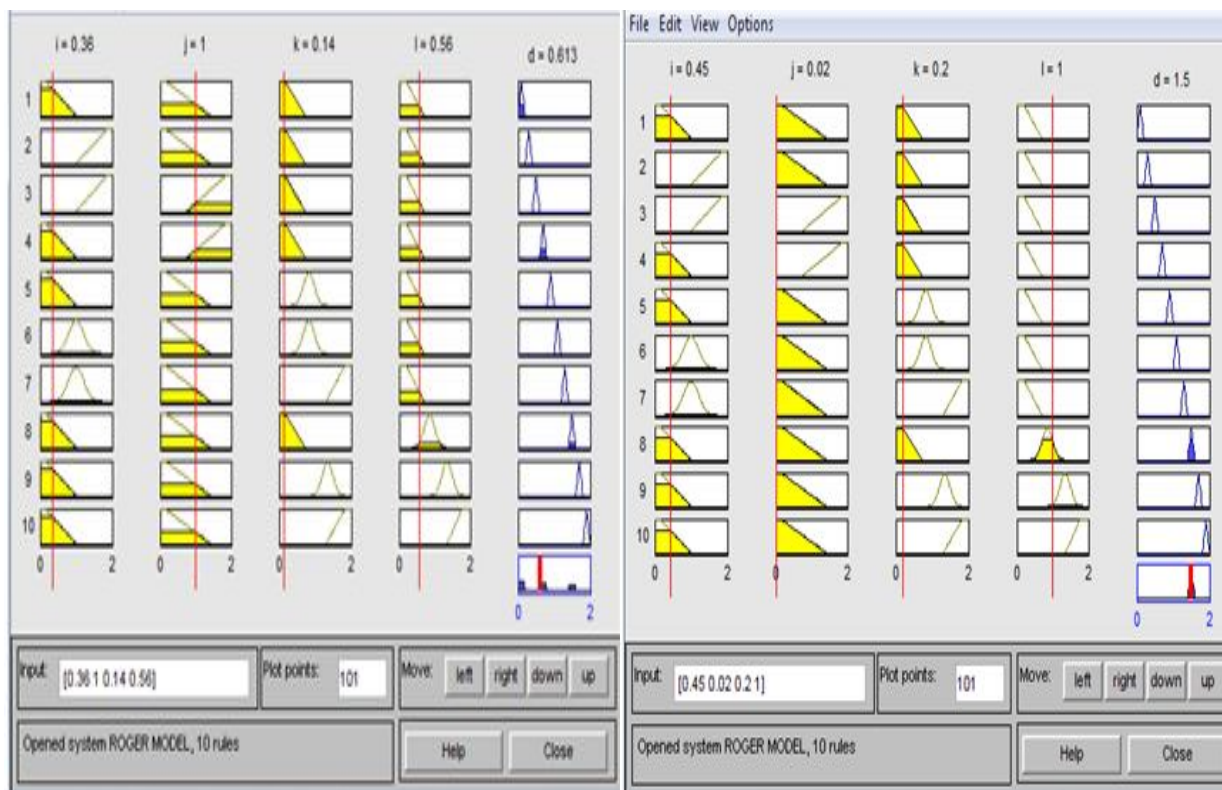 i = 0.36 j = 1 k = 0.14 l = 0.56 d = 0.613
1
2
3
4
5
6
7
8
9
10
0 2 0 2 0 2 0 2
0 2
Input: [0.36 1 0.14 0.56] Plot points: 101 Move: left right down up
Opened system ROGER MODEL, 10 rules Help Close
File Edit View Options
i = 0.45 j = 0.02 k = 0.2 l = 1 d = 1.5
1
2
3
4
5
6
7
8
9
10
0 2 0 2 0 2 0 2
0 2
Input: [0.45 0.02 0.2 1] Plot points: 101 Move: left right down up
Opened system ROGER MODEL, 10 rules Help Close